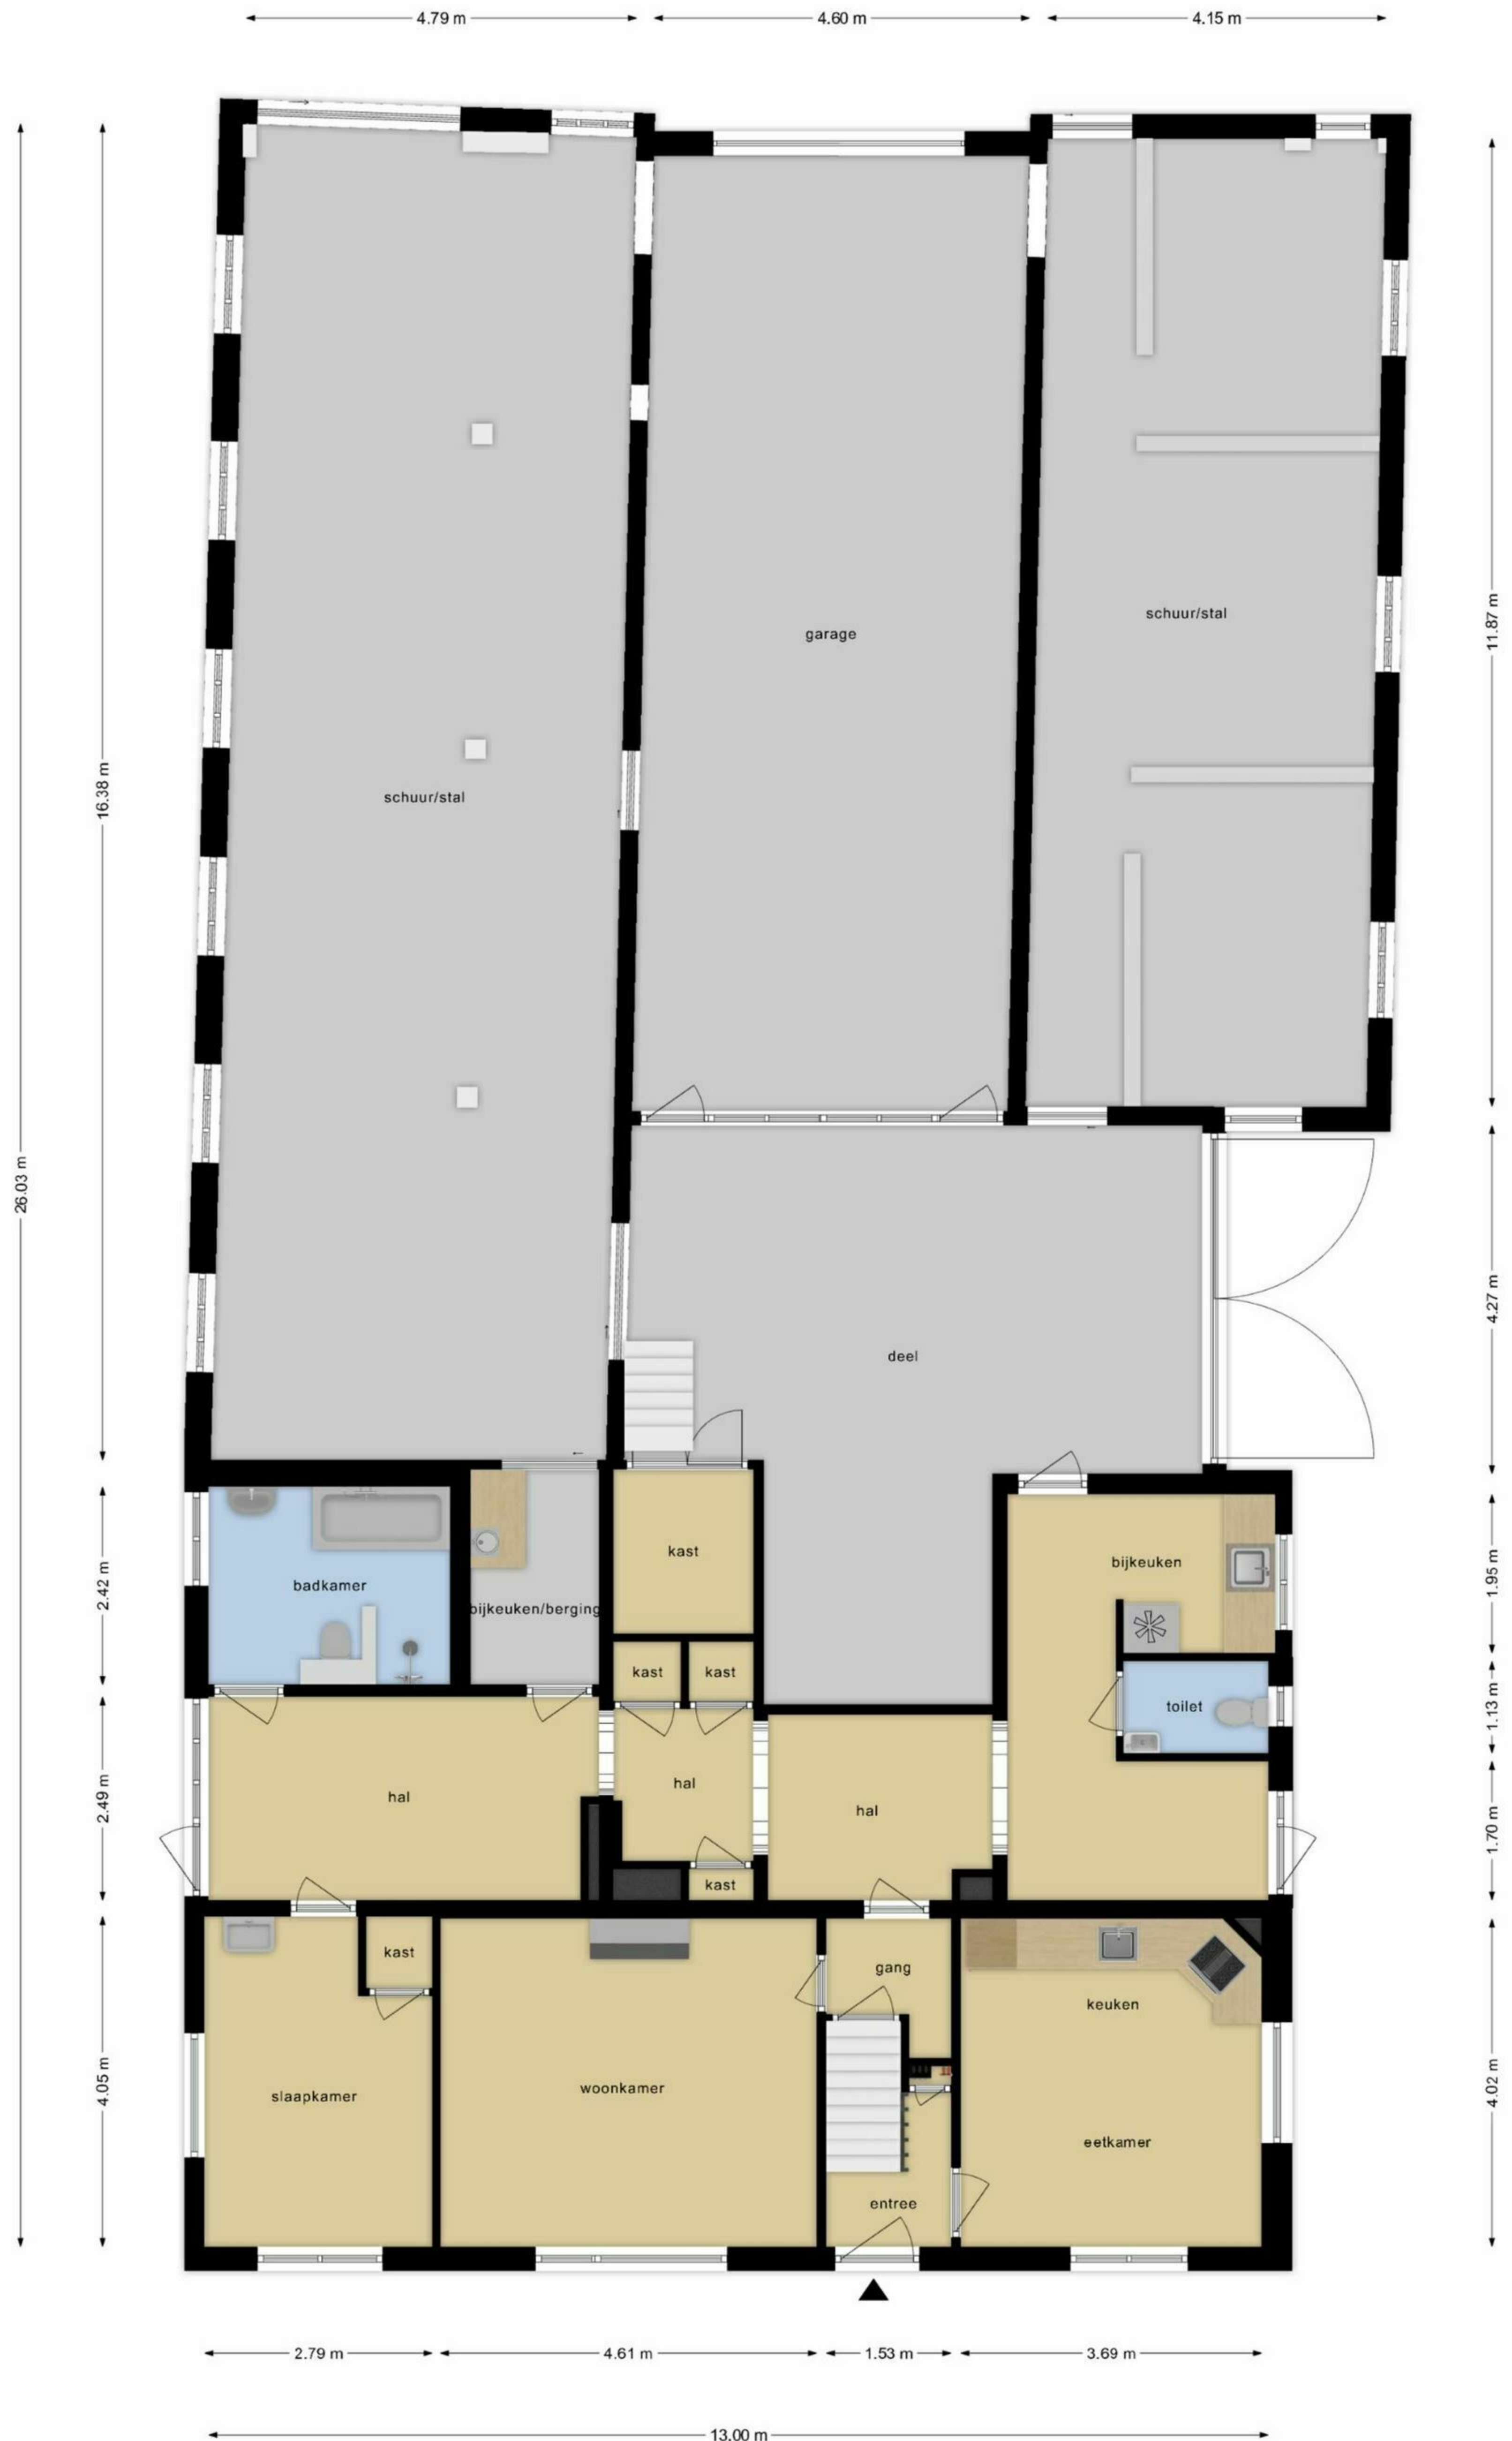 4.79 m
4.60 m
4.15 m
26.03 m
16.38 m
11.87 m
schuur/stal
garage
schuur/stal
4.27 m
deel
2.42 m
1.95 m
kast
bijkeuken
badkamer
bijkeuken/berging
kast
kast
toilet
1.13 m
2.49 m
hal
hal
hal
1.70 m
kast
kast
gang
keuken
4.05 m
4.02 m
slaapkamer
woonkamer
eetkamer
entree
2.79 m
4.61 m
1.53 m
3.69 m
13.00 m